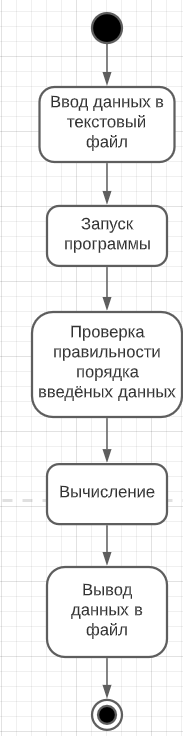 Ввод данных в
текстовый
файл
Запуск
программы
Проверка
правильности
порядка
введёных данных
Вычисление
Вывод
данных в
файл